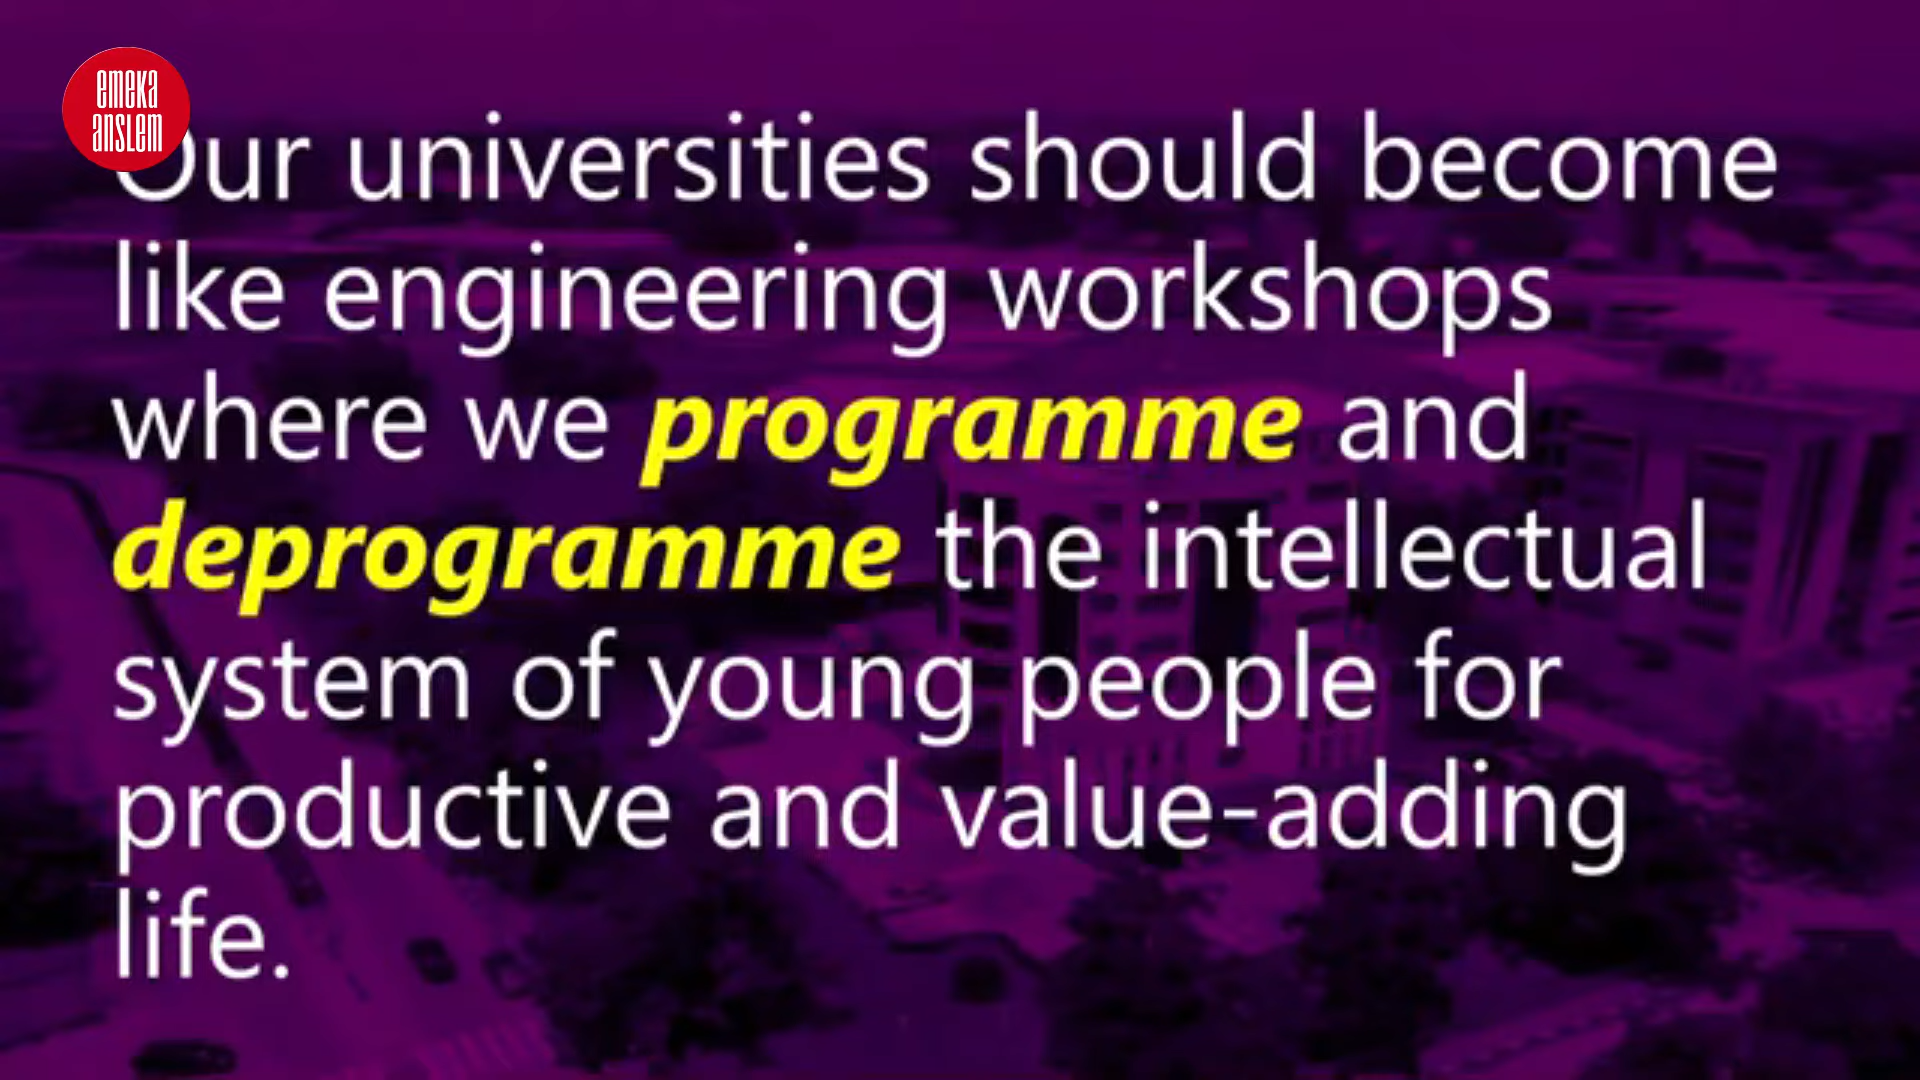 emeka
anslem
Our universities should become
like engineering workshops
where we programme and
deprogramme the intellectual
system of young people for
productive and value-adding
life.